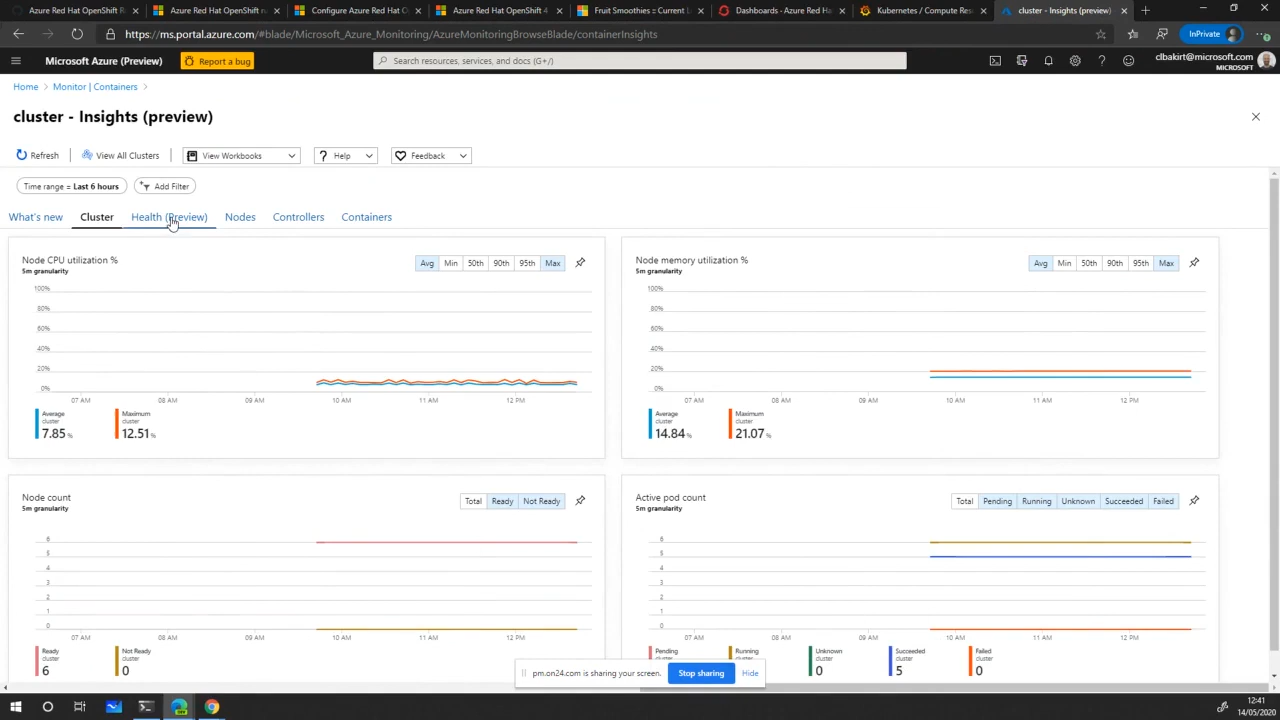 Azure Red Hat OpenShift R
Azure Red Hat OpenShift ru
Configure Azure Red Hat O
Azure Red Hat OpenShift 4
Fruit Smoothies :: Current L
Dashboards - Azure Red Hat
Kubernetes / Compute Reso
cluster - Insights (preview)
https://ms.portal.azure.com/#blade/Microsoft_Azure_Monitoring/AzureMonitoringBrowseBlade/containerInsights
InPrivate
Microsoft Azure (Preview)
Report a bug
Search resources, services, and docs (G+/)
clbakirt@microsoft.com
MICROSOFT
Home > Monitor | Containers >
cluster - Insights (preview)
Refresh
View All Clusters
View Workbooks
Help
Feedback
Time range = Last 6 hours
Add Filter
What's new
Cluster
Health (Preview)
Nodes
Controllers
Containers
Node CPU utilization %
5m granularity
Avg Min 50th 90th 95th Max
100%
80%
60%
40%
20%
0%
07 AM 08 AM 09 AM 10 AM 11 AM 12 PM
Average
cluster
7.85 %
Maximum
cluster
12.51 %
Node memory utilization %
5m granularity
Avg Min 50th 90th 95th Max
100%
80%
60%
40%
20%
0%
07 AM 08 AM 09 AM 10 AM 11 AM 12 PM
Average
cluster
14.84 %
Maximum
cluster
21.07 %
Node count
5m granularity
Total Ready Not Ready
6
5
4
3
2
1
0
07 AM 08 AM 09 AM 10 AM 11 AM 12 PM
Ready
cluster
6
Not Ready
cluster
0
Active pod count
5m granularity
Total Pending Running Unknown Succeeded Failed
6
5
4
3
2
1
0
07 AM 08 AM 09 AM 10 AM 11 AM 12 PM
Pending
Running
Unknown
cluster
0
Succeeded
cluster
5
Failed
cluster
0
pm.on24.com is sharing your screen.
Stop sharing
Hide
12:41
14/05/2020